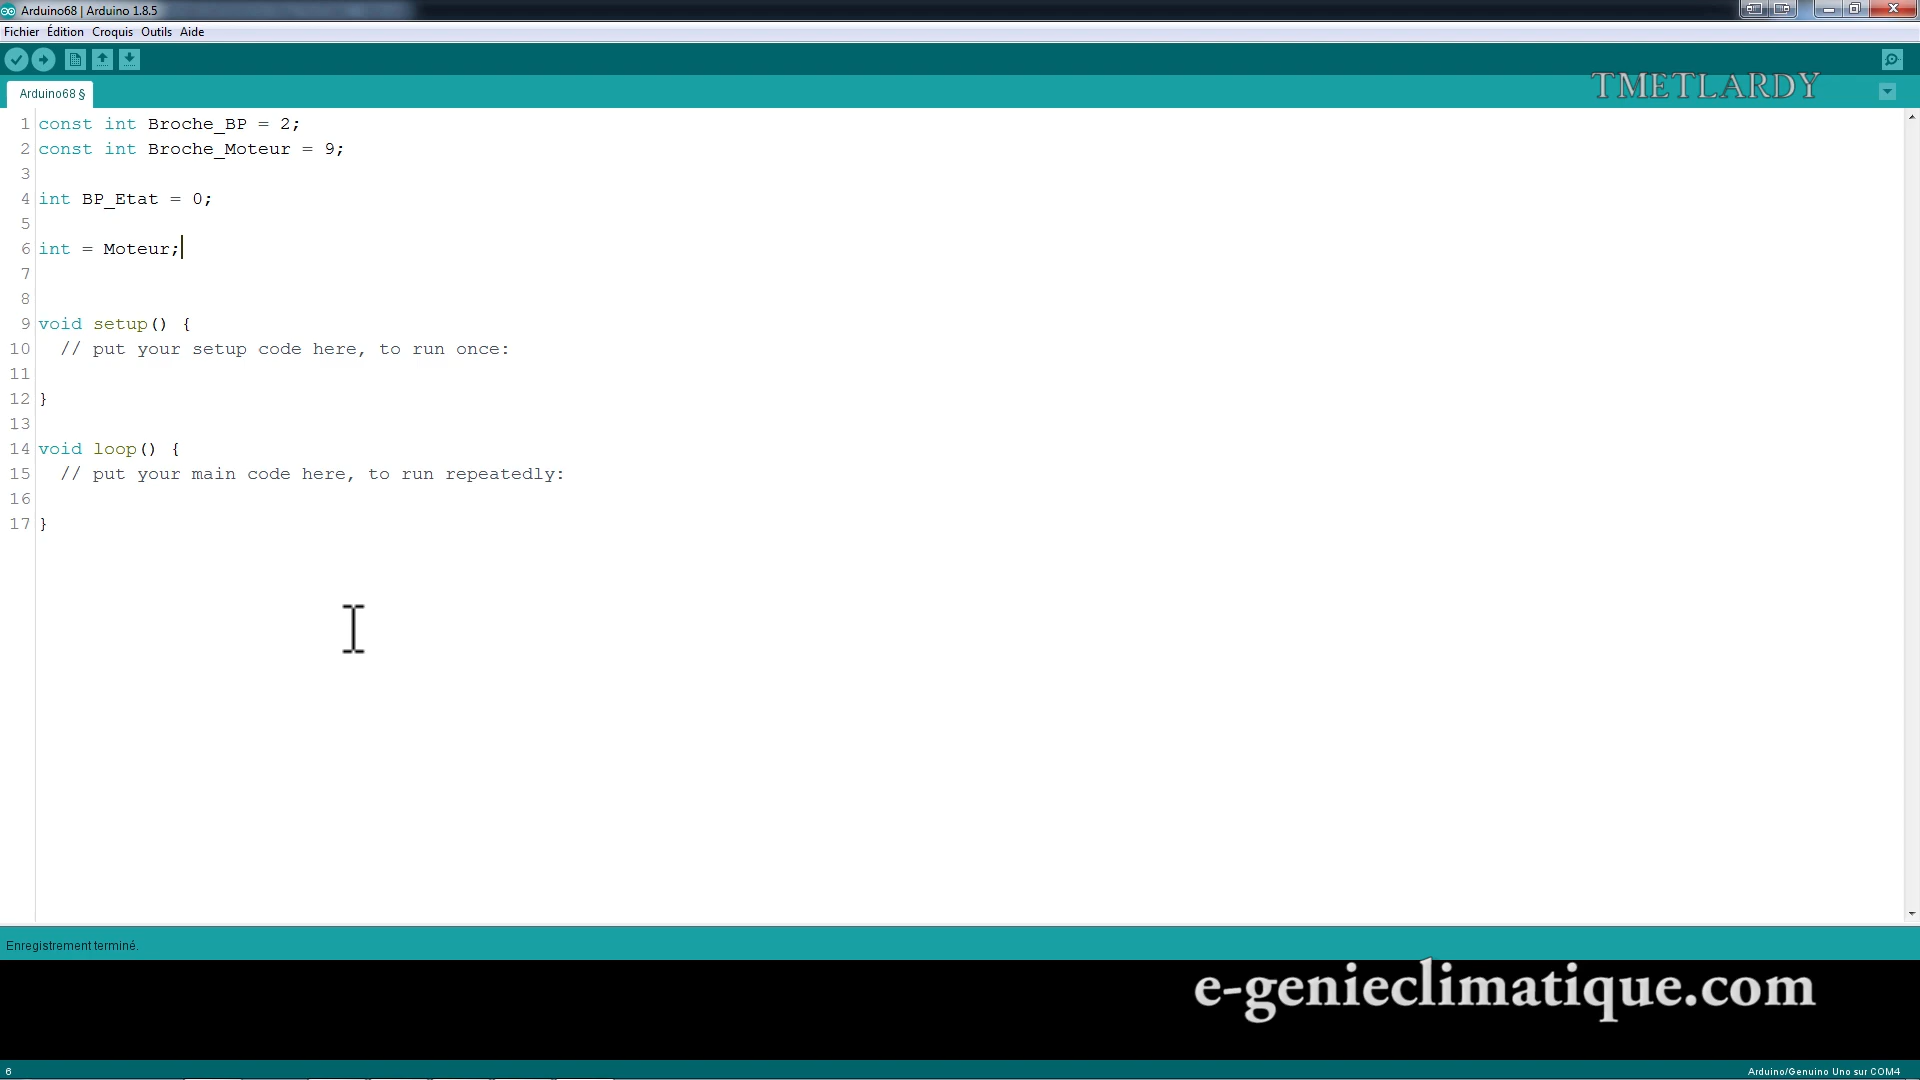 Arduino68 | Arduino 1.8.5
Fichier Édition Croquis Outils Aide
TMETLARDY
Arduino68 §
1 const int Broche_BP = 2;
2 const int Broche_Moteur = 9;
3
4 int BP_Etat = 0;
5
6 int = Moteur;
7
8
9 void setup() {
10 // put your setup code here, to run once:
11
12 }
13
14 void loop() {
15 // put your main code here, to run repeatedly:
16
17 }
Enregistrement terminé.
e-genieclimatique.com
6
Arduino/Genuino Uno sur COM4